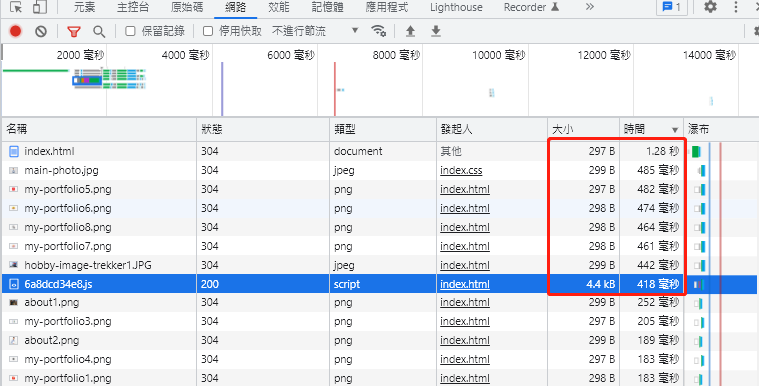 元素 主控台 原始碼 網路 效能 記憶體 應用程式 Lighthouse Recorder 1
保留記錄 停用快取 不進行節流
2000 毫秒 4000 毫秒 6000 毫秒 8000 毫秒 10000 毫秒 12000 毫秒 14000 毫秒
名稱 狀態 類型 發起人 大小 時間 瀑布
index.html 304 document 其他 297 B 1.28 秒
main-photo.jpg 304 jpeg index.css 299 B 485 毫秒
my-portfolio5.png 304 png index.html 297 B 482 毫秒
my-portfolio6.png 304 png index.html 298 B 474 毫秒
my-portfolio8.png 304 png index.html 298 B 464 毫秒
my-portfolio7.png 304 png index.html 298 B 461 毫秒
hobby-image-trekker1.JPG 304 jpeg index.html 299 B 442 毫秒
6a8dcd34e8.js 200 script index.html 4.4 kB 418 毫秒
about1.png 304 png index.html 299 B 252 毫秒
my-portfolio3.png 304 png index.html 297 B 205 毫秒
about2.png 304 png index.html 299 B 189 毫秒
my-portfolio4.png 304 png index.html 297 B 183 毫秒
my-portfolio1.png 304 png index.html 298 B 183 毫秒